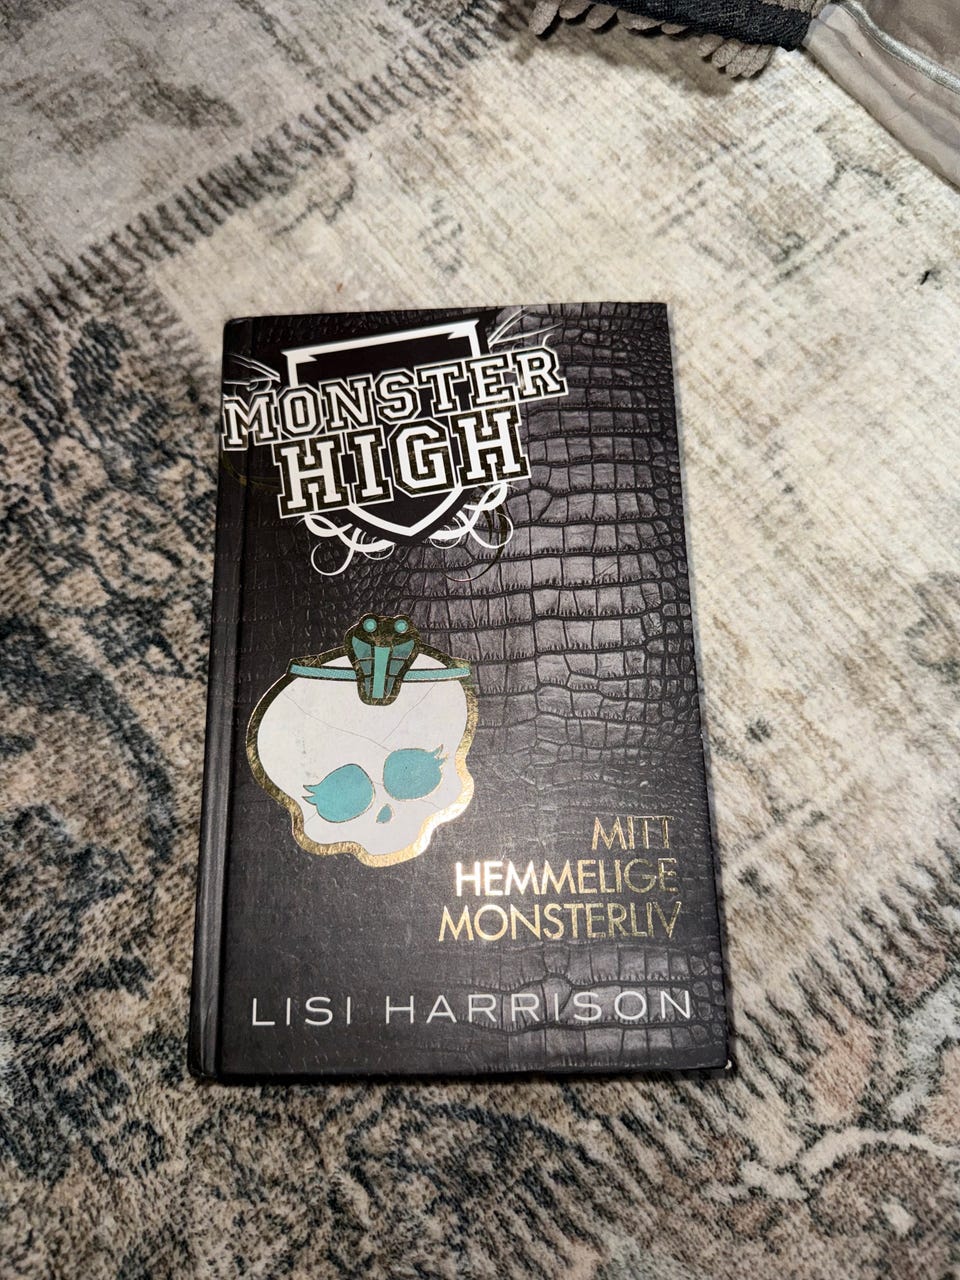 MONSTER
HIGH
MITT
HEMMELIGE
MONSTERLIV
LISI HARRISON